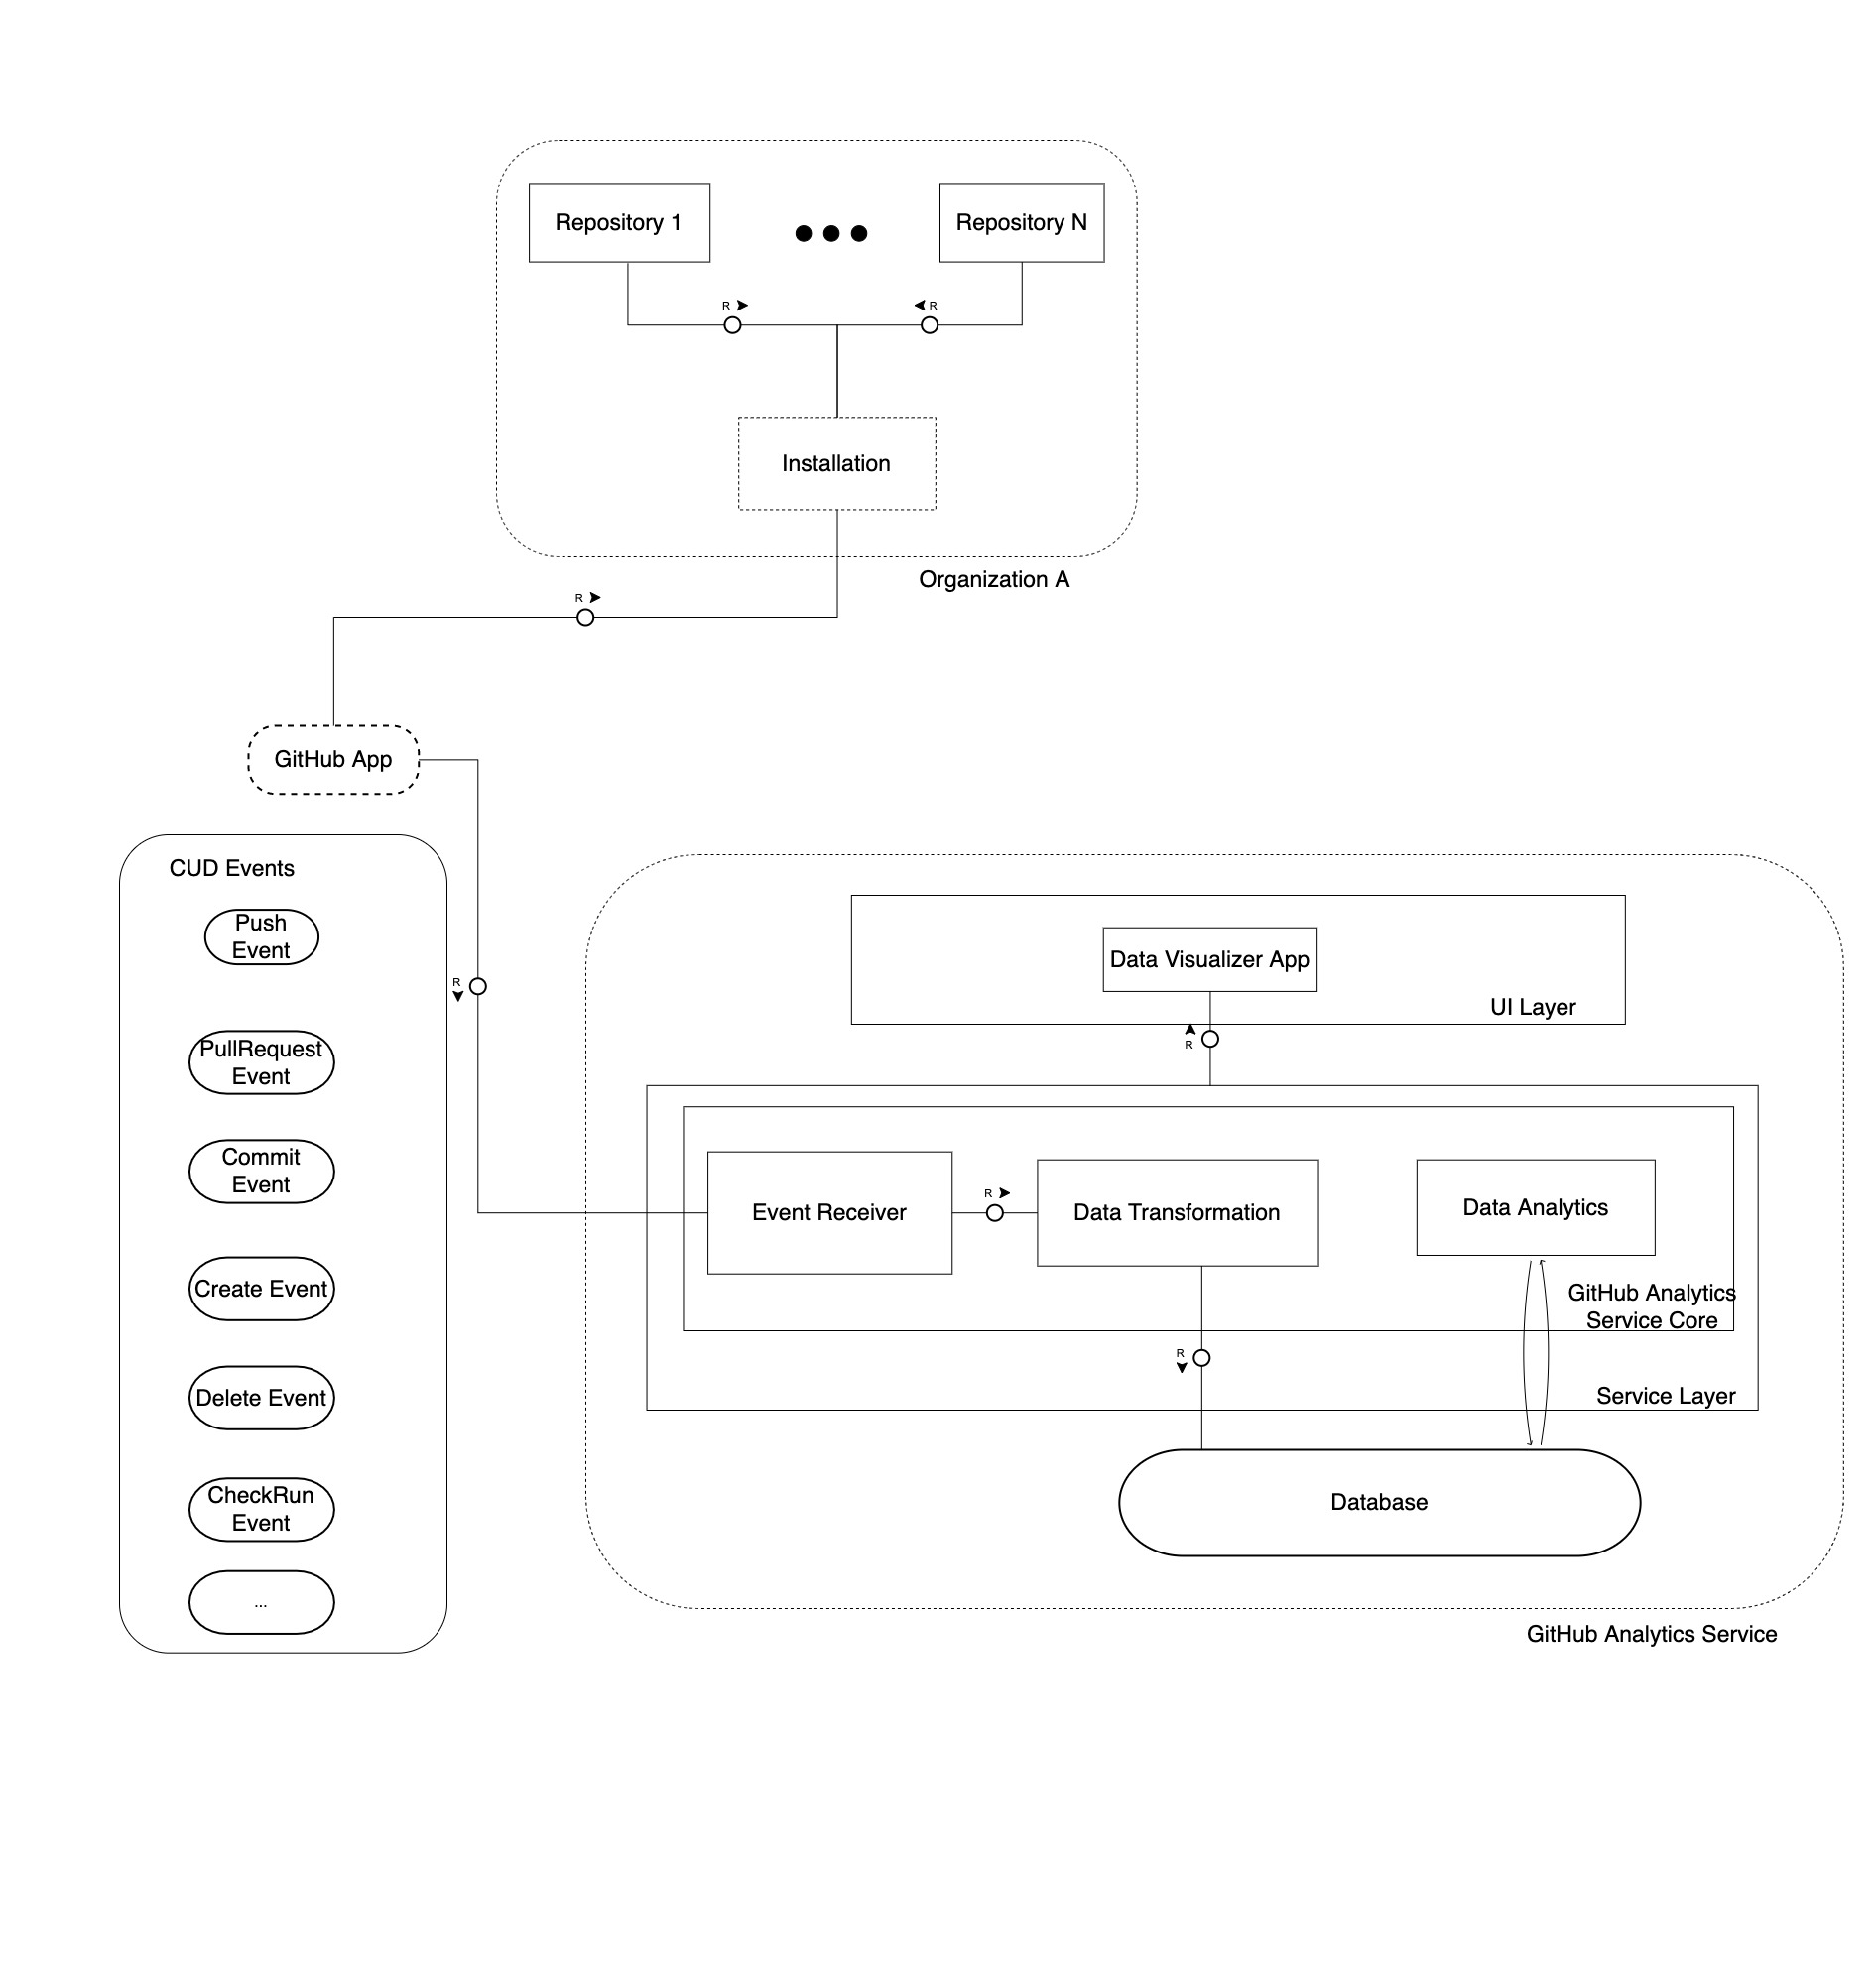 Repository 1
Repository N
R
R
Installation
Organization A
R
GitHub App
CUD Events
Push
Event
PullRequest
Event
Commit
Event
Create Event
Delete Event
CheckRun
Event
...
R
Data Visualizer App
UI Layer
R
Event Receiver
R
Data Transformation
Data Analytics
GitHub Analytics
Service Core
R
Service Layer
Database
GitHub Analytics Service